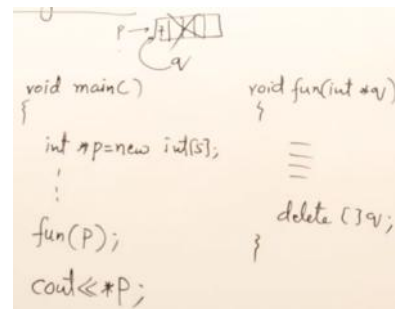 P
q
void main()
{
int *p=new int[5];
fun(P);
cout<<*P;
void fun(int *q)
{
delete []q;
}